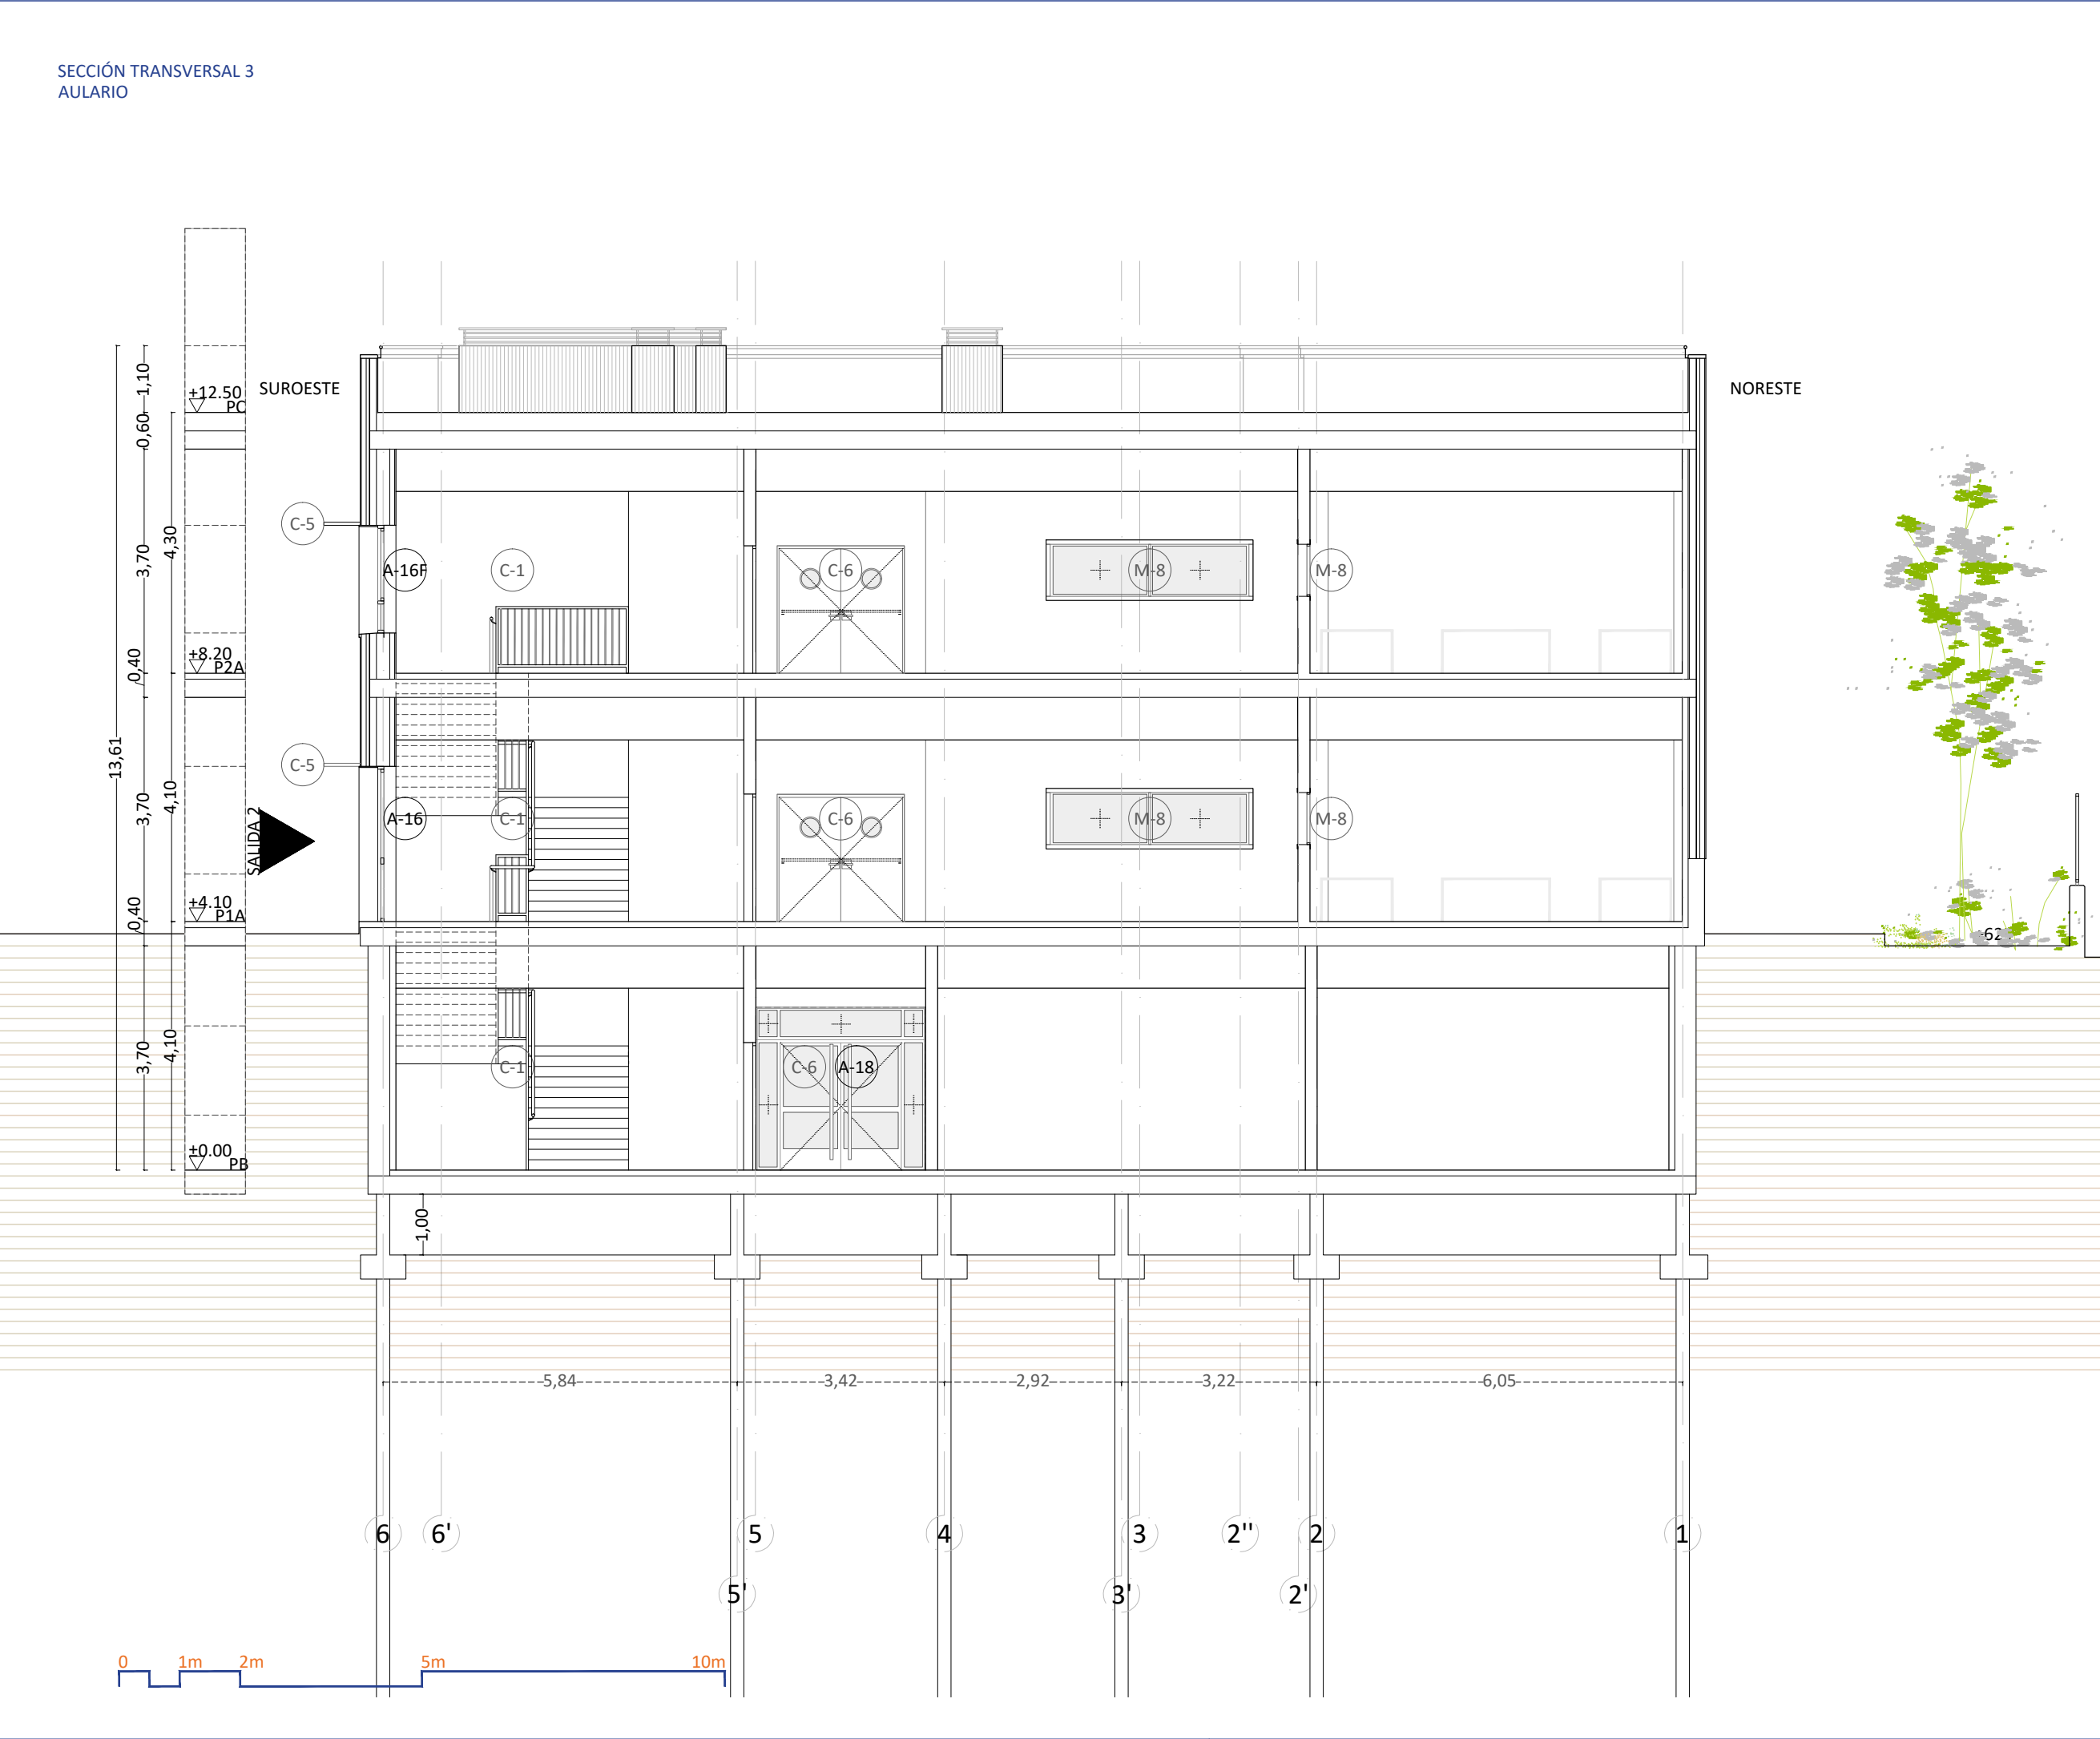 SECCIÓN TRANSVERSAL 3
AULARIO
SUROESTE
NORESTE
1,10
+12.50
PC
0,60
C-5
4,30
3,70
A-16F
C-1
C-6
M-8
M-8
0,40
+8.20
P2A
13,61
C-5
3,70
4,10
SALIDA 2
A-16
C-1
C-6
M-8
M-8
0,40
+4.10
P1A
3,70
4,10
C-1
C-6
A-18
±0.00
PB
1,00
5,84
3,42
2,92
3,22
6,05
6
6'
5
4
3
2''
2
1
5'
3'
2'
0
1m
2m
5m
10m